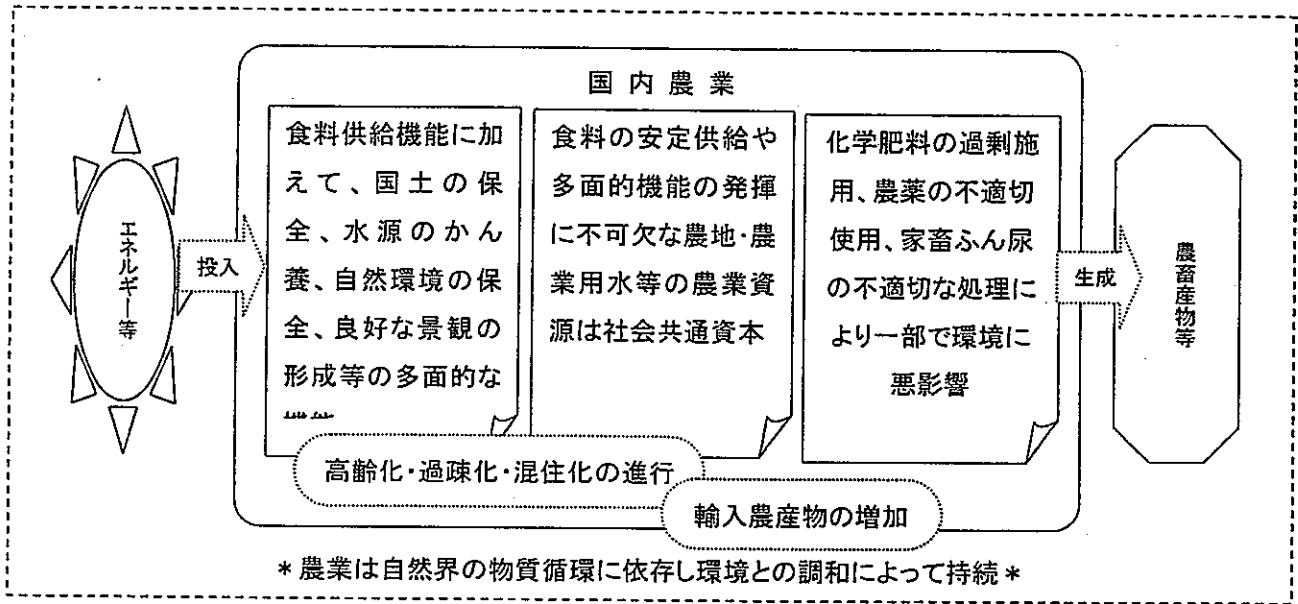 国内農業
エネルギー等
投入
食料供給機能に加
えて、国土の保
全、水源のかん
養、自然環境の保
全、良好な景観の
形成等の多面的な
食料の安定供給や
多面的機能の発揮
に不可欠な農地・農
業用水等の農業資
源は社会共通資本
化学肥料の過剰施
用、農薬の不適切
使用、家畜ふん尿
の不適切な処理に
より一部で環境に
悪影響
生成
農畜産物等
高齢化・過疎化・混住化の進行
輸入農産物の増加
*農業は自然界の物質循環に依存し環境との調和によって持続*